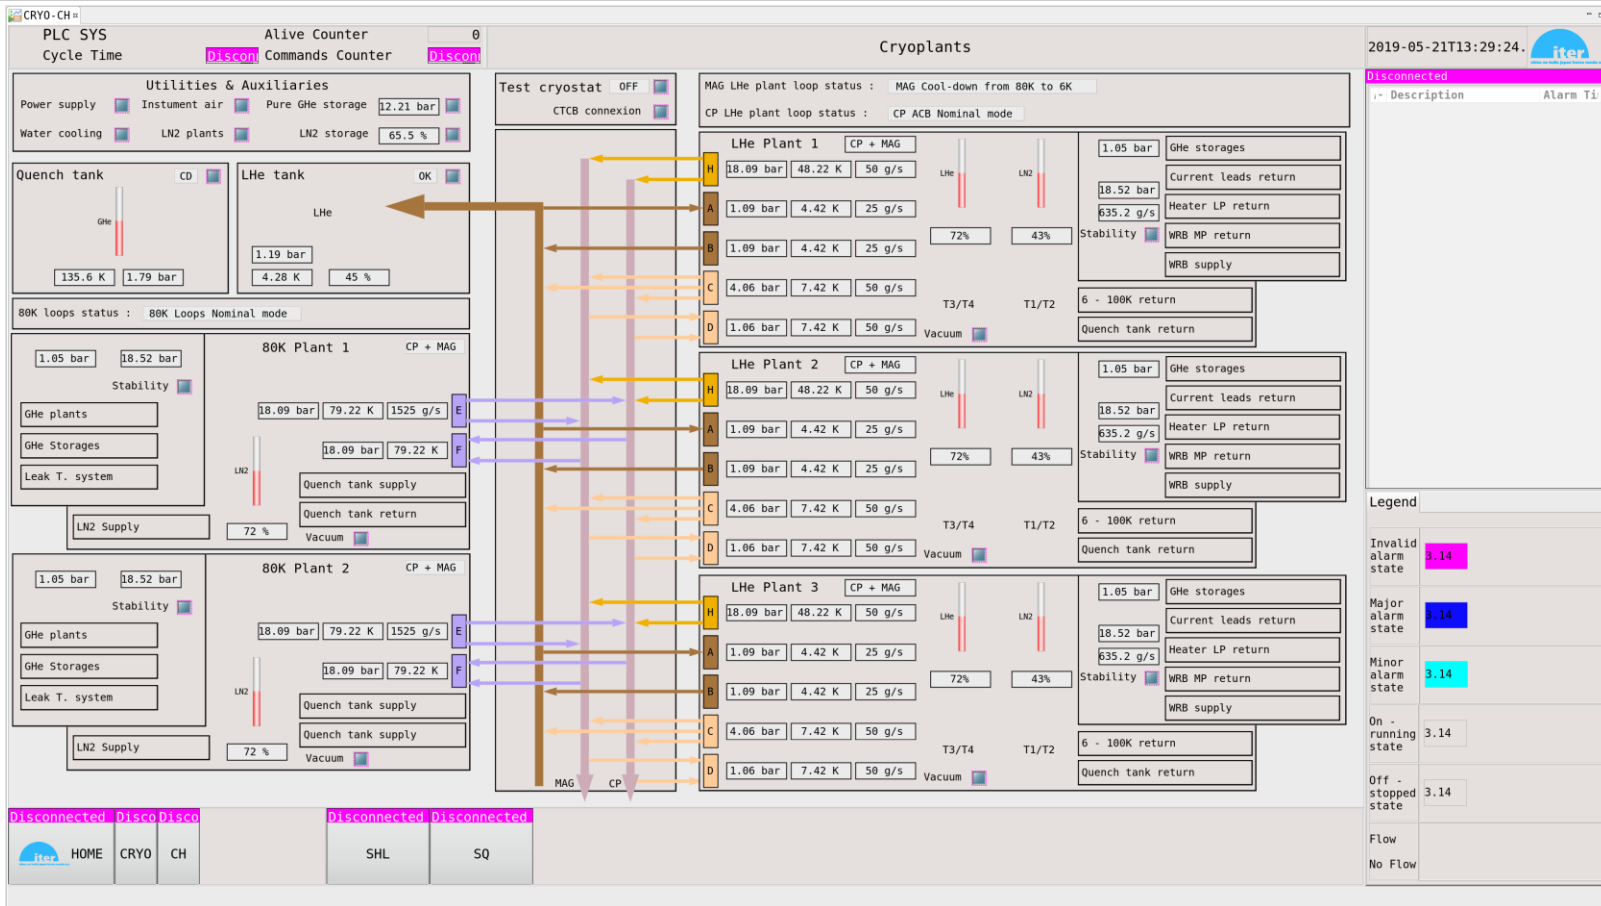 CRYO-CH
PLC SYS
Alive Counter
0
Cycle Time
Commands Counter
Cryoplants
2019-05-21T13:29:24.
iter
Utilities & Auxiliaries
Power supply
Instument air
Pure GHe storage
12.21 bar
Water cooling
LN2 plants
LN2 storage
65.5 %
Test cryostat
OFF
CTCB connexion
MAG LHe plant loop status :
MAG Cool-down from 80K to 6K
CP LHe plant loop status :
CP ACB Nominal mode
Quench tank
CD
GHe
135.6 K
1.79 bar
LHe tank
OK
LHe
1.19 bar
4.28 K
45 %
80K loops status :
80K Loops Nominal mode
80K Plant 1
CP + MAG
1.05 bar
18.52 bar
Stability
GHe plants
GHe Storages
Leak T. system
LN2 Supply
18.09 bar
79.22 K
1525 g/s
E
18.09 bar
79.22 K
F
LN2
72 %
Quench tank supply
Quench tank return
Vacuum
80K Plant 2
CP + MAG
1.05 bar
18.52 bar
Stability
GHe plants
GHe Storages
Leak T. system
LN2 Supply
18.09 bar
79.22 K
1525 g/s
E
18.09 bar
79.22 K
F
LN2
72 %
Quench tank supply
Quench tank supply
Vacuum
MAG
CP
LHe Plant 1
CP + MAG
H
18.09 bar
48.22 K
50 g/s
A
1.09 bar
4.42 K
25 g/s
B
1.09 bar
4.42 K
25 g/s
C
4.06 bar
7.42 K
50 g/s
D
1.06 bar
7.42 K
50 g/s
LHe
LN2
72%
43%
T3/T4
T1/T2
Vacuum
1.05 bar
18.52 bar
635.2 g/s
Stability
GHe storages
Current leads return
Heater LP return
WRB MP return
WRB supply
6 - 100K return
Quench tank return
LHe Plant 2
CP + MAG
H
18.09 bar
48.22 K
50 g/s
A
1.09 bar
4.42 K
25 g/s
B
1.09 bar
4.42 K
25 g/s
C
4.06 bar
7.42 K
50 g/s
D
1.06 bar
7.42 K
50 g/s
LHe
LN2
72%
43%
T3/T4
T1/T2
Vacuum
1.05 bar
18.52 bar
635.2 g/s
Stability
GHe storages
Current leads return
Heater LP return
WRB MP return
WRB supply
6 - 100K return
Quench tank return
LHe Plant 3
CP + MAG
H
18.09 bar
48.22 K
50 g/s
A
1.09 bar
4.42 K
25 g/s
B
1.09 bar
4.42 K
25 g/s
C
4.06 bar
7.42 K
50 g/s
D
1.06 bar
7.42 K
50 g/s
LHe
LN2
72%
43%
T3/T4
T1/T2
Vacuum
1.05 bar
18.52 bar
635.2 g/s
Stability
GHe storages
Current leads return
Heater LP return
WRB MP return
WRB supply
6 - 100K return
Quench tank return
Disconnected
Description
Alarm Ti
Legend
Invalid
alarm
state
3.14
Major
alarm
state
3.14
Minor
alarm
state
3.14
On -
running
state
3.14
Off -
stopped
state
3.14
Flow
No Flow
Disconnected
Disco
Disco
Disconnected
Disconnected
iter
HOME
CRYO
CH
SHL
SQ